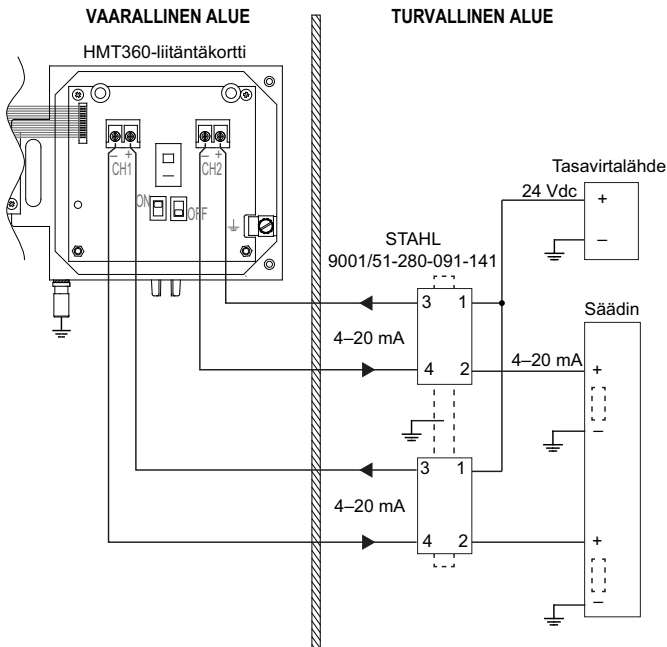 VAARALLINEN ALUE
TURVALLINEN ALUE
HMT360-liitäntäkortti
– +
CH1
– +
CH2
ON
OFF
Tasavirtalähde
24 Vdc
+
–
STAHL
9001/51-280-091-141
Säädin
3 1
4–20 mA
4 2
4–20 mA
+
–
3 1
4–20 mA
4 2
+
–